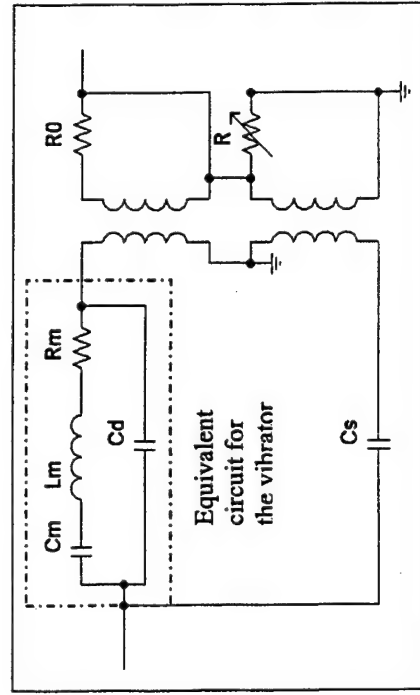 Cm
Lm
Rm
R0
Cd
R
Equivalent
circuit for
the vibrator
Cs